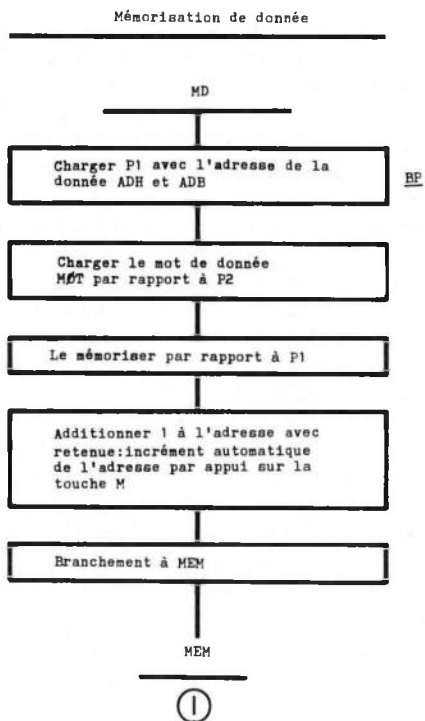 Mémorisation de donnée
MD
Charger P1 avec l'adresse de la
donnée ADH et ADB
BP
Charger le mot de donnée
MØT par rapport à P2
Le mémoriser par rapport à P1
Additionner 1 à l'adresse avec
retenue:incrément automatique
de l'adresse par appui sur la
touche M
Branchement à MEM
MEM
1